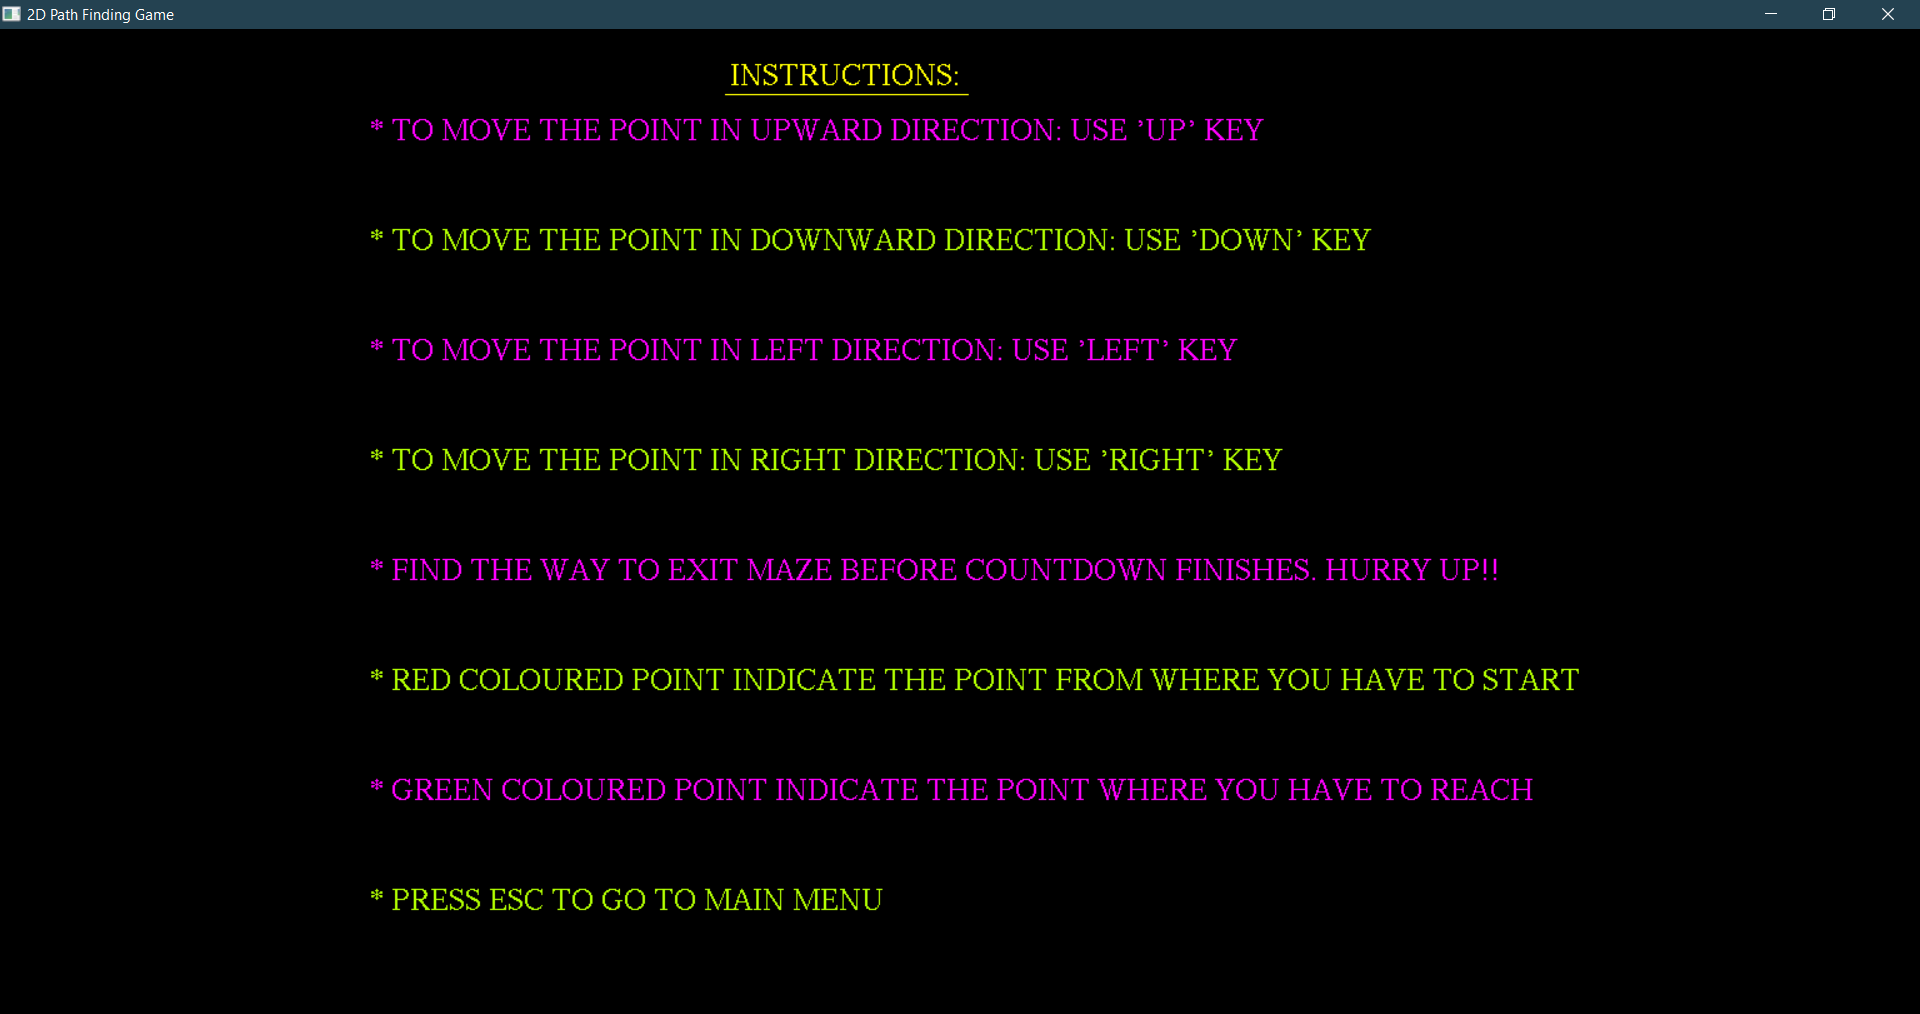 2D Path Finding Game
INSTRUCTIONS:
* TO MOVE THE POINT IN UPWARD DIRECTION: USE ’UP’ KEY
* TO MOVE THE POINT IN DOWNWARD DIRECTION: USE ’DOWN’ KEY
* TO MOVE THE POINT IN LEFT DIRECTION: USE ’LEFT’ KEY
* TO MOVE THE POINT IN RIGHT DIRECTION: USE ’RIGHT’ KEY
* FIND THE WAY TO EXIT MAZE BEFORE COUNTDOWN FINISHES. HURRY UP!!
* RED COLOURED POINT INDICATE THE POINT FROM WHERE YOU HAVE TO START
* GREEN COLOURED POINT INDICATE THE POINT WHERE YOU HAVE TO REACH
* PRESS ESC TO GO TO MAIN MENU